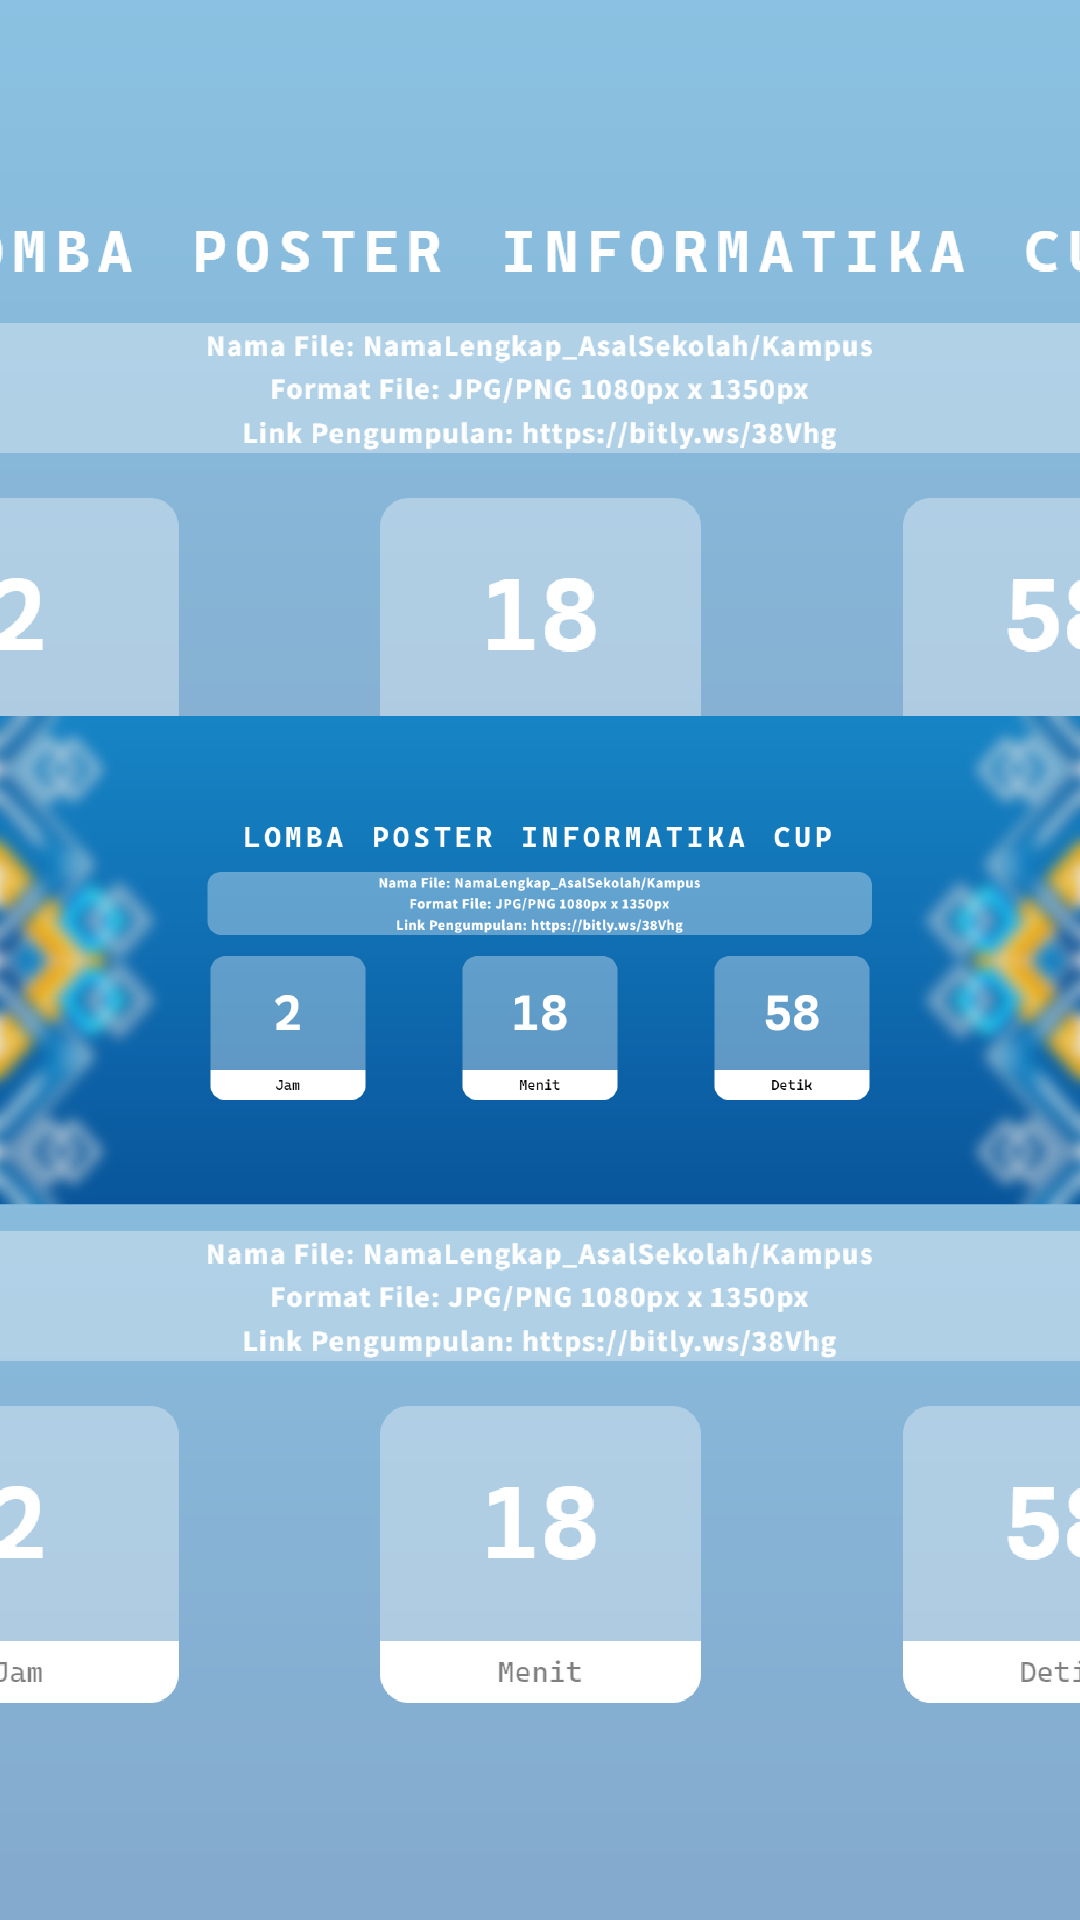 OMBA POSTER INFORMATIKA CU
Nama File: NamaLengkap_AsalSekolah/Kampus
Format File: JPG/PNG 1080px x 1350px
Link Pengumpulan: https://bitly.ws/38Vhg
2 18 58
LOMBA POSTER INFORMATIKA CUP
Nama File: NamaLengkap_AsalSekolah/Kampus
Format File: JPG/PNG 1080px x 1350px
Link Pengumpulan: https://bitly.ws/38Vhg
2 18 58
Jam Menit Detik
Nama File: NamaLengkap_AsalSekolah/Kampus
Format File: JPG/PNG 1080px x 1350px
Link Pengumpulan: https://bitly.ws/38Vhg
2 18 58
Jam Menit Deti